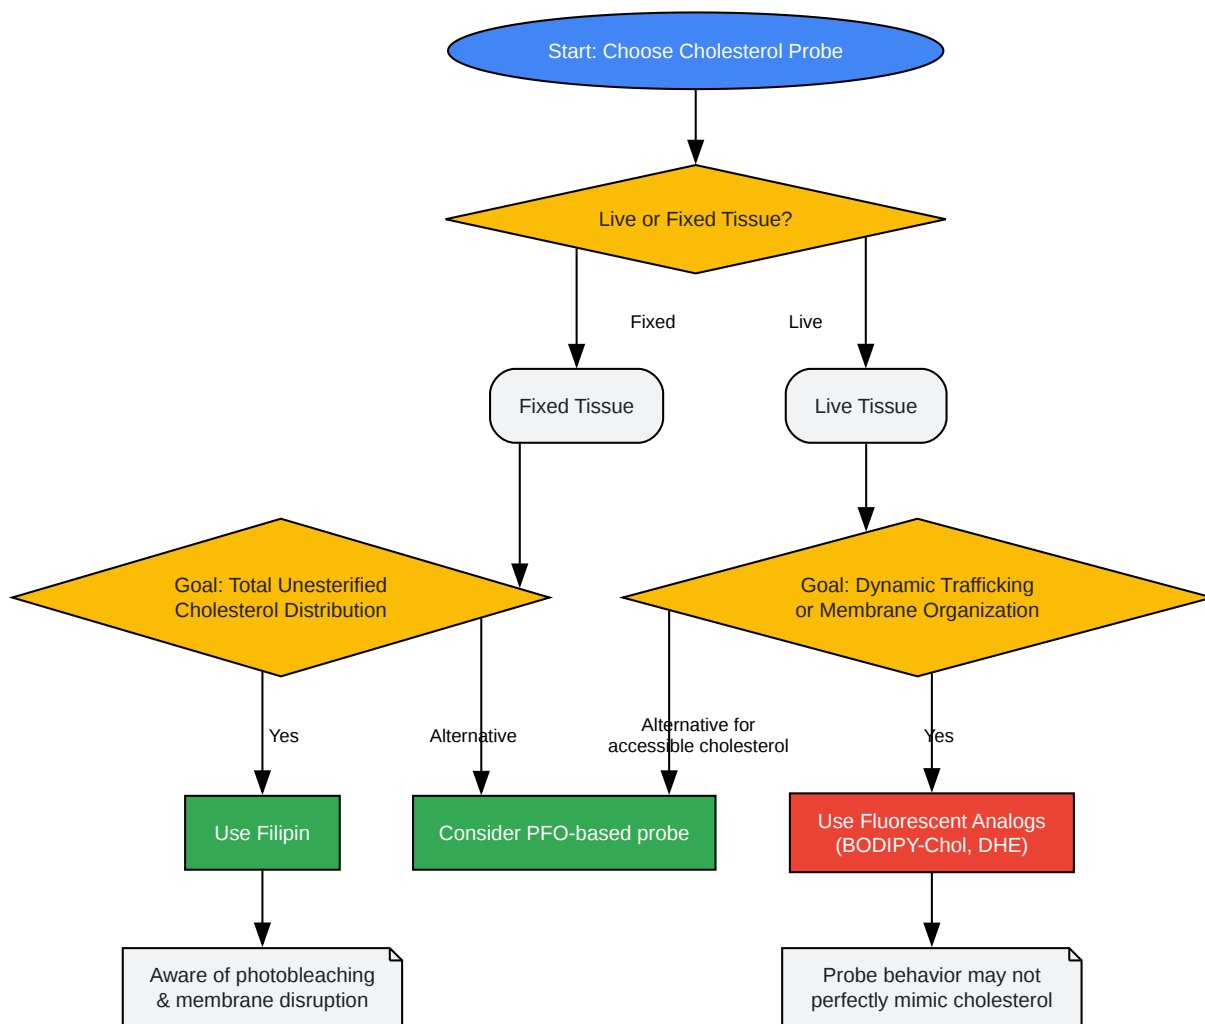 Start: Choose Cholesterol Probe
Live or Fixed Tissue?
Fixed
Live
Fixed Tissue
Live Tissue
Goal: Total Unesterified
Cholesterol Distribution
Goal: Dynamic Trafficking
or Membrane Organization
Yes
Alternative
Alternative for
accessible cholesterol
Yes
Use Filipin
Consider PFO-based probe
Use Fluorescent Analogs
(BODIPY-Chol, DHE)
Aware of photobleaching
& membrane disruption
Probe behavior may not
perfectly mimic cholesterol